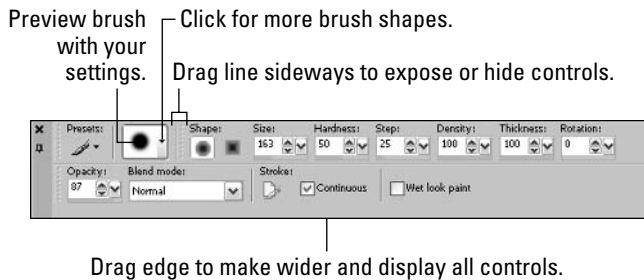 Preview brush with your settings.
Click for more brush shapes.
Drag line sideways to expose or hide controls.
Presets: Shape: Size: Hardness: Step: Density: Thickness: Rotation:
163 50 25 100 100 0
Opacity: Blend mode: Stroke:
87 Normal Continuous Wet look paint
Drag edge to make wider and display all controls.